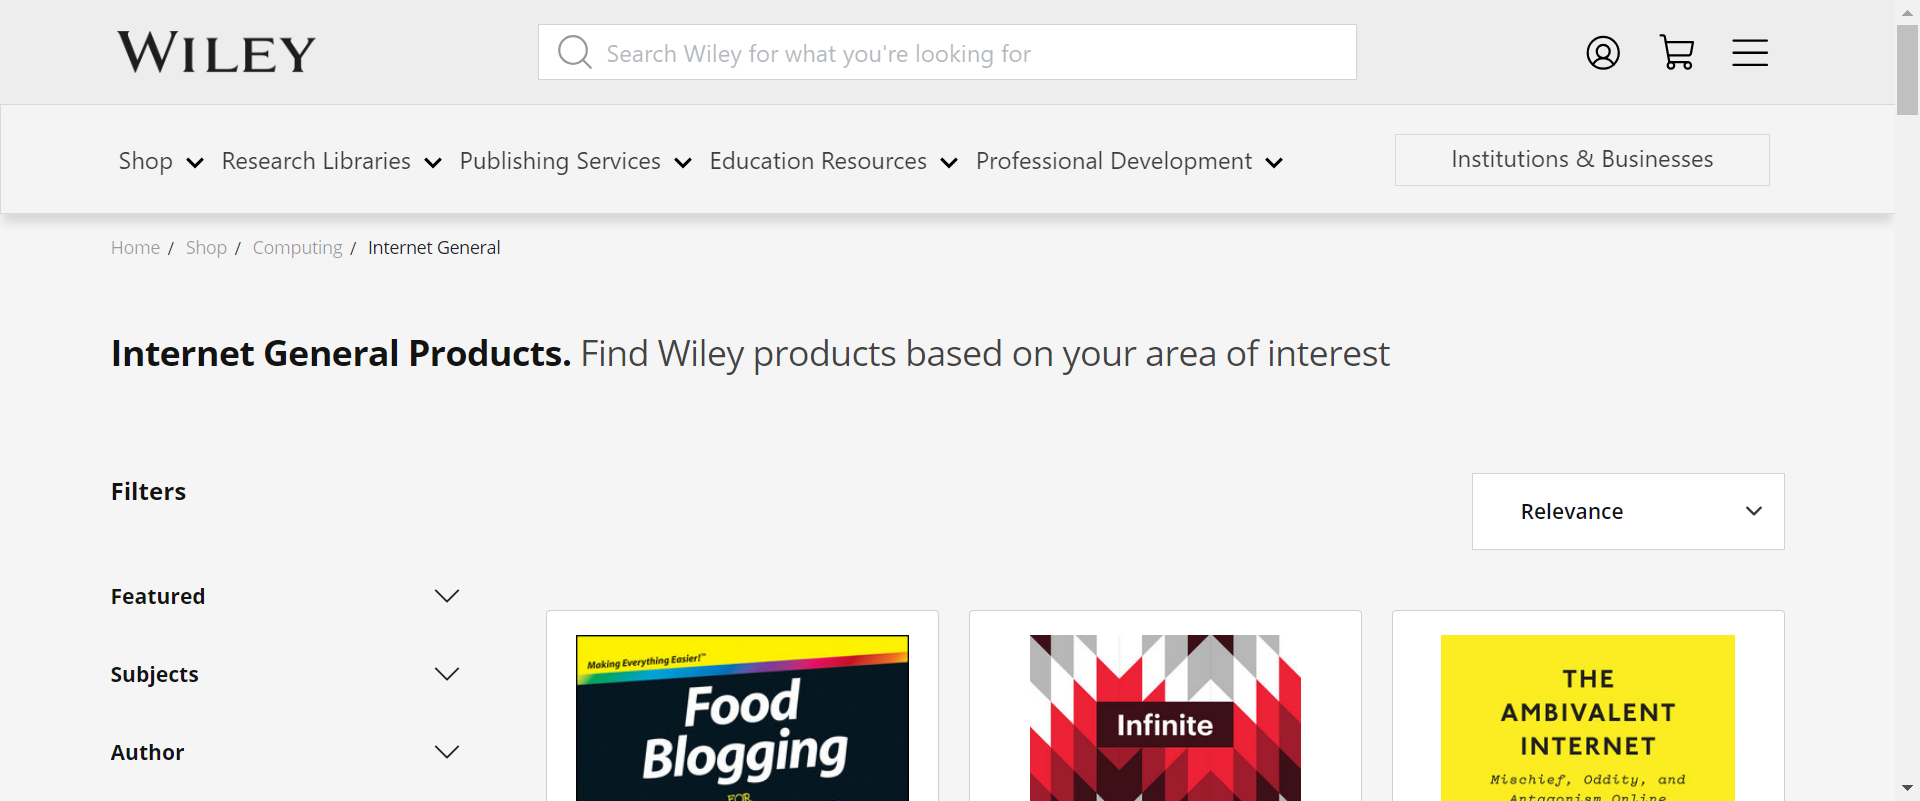 WILEY
Search Wiley for what you're looking for
Shop Research Libraries Publishing Services Education Resources Professional Development Institutions & Businesses
Home / Shop / Computing / Internet General
Internet General Products. Find Wiley products based on your area of interest
Filters
Relevance
Featured
Subjects
Author
Making Everything Easier!™
Food
Blogging
FOR
Infinite
THE
AMBIVALENT
INTERNET
Mischief, Oddity, and
Antagonism Online